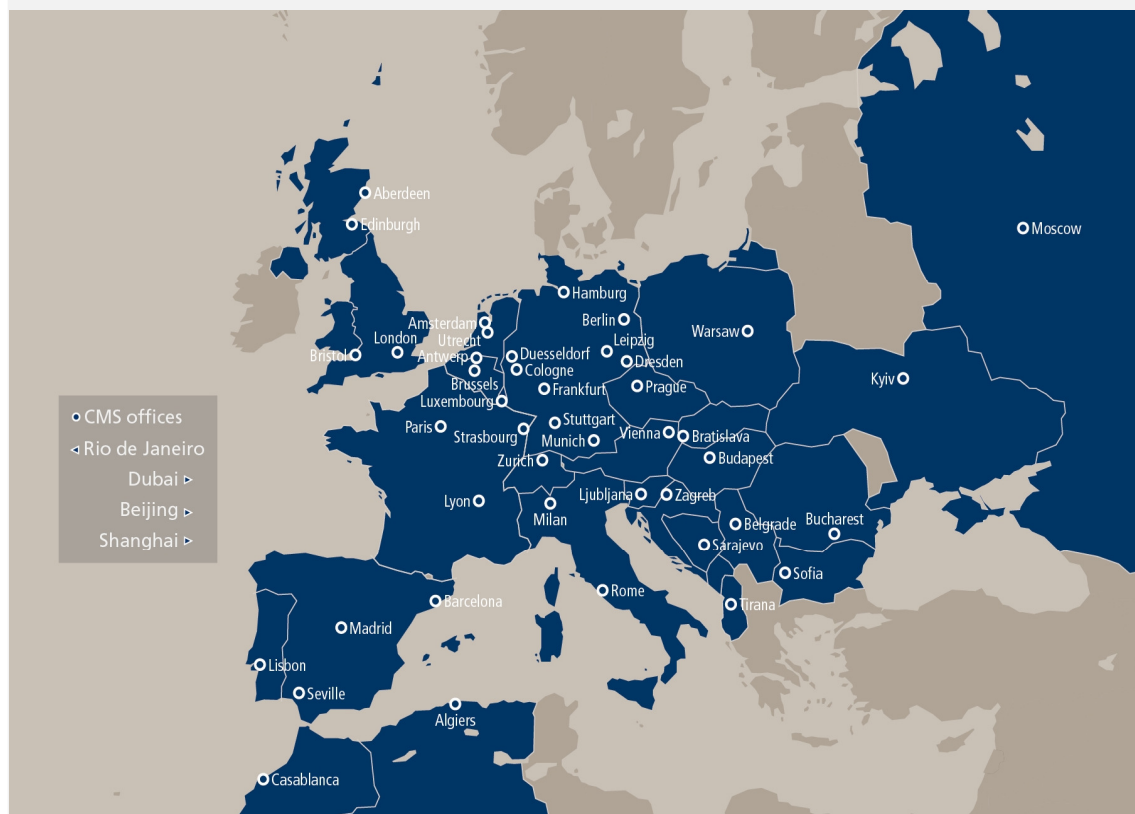 Aberdeen
Edinburgh
Moscow
Hamburg
Amsterdam
Berlin
Utrecht
Warsaw
London
Bristol
Antwerp
Duesseldorf
Leipzig
Dresden
Brussels
Cologne
Frankfurt
Prague
Kyiv
Luxembourg
CMS offices
Paris
Strasbourg
Stuttgart
Munich
Vienna
Bratislava
Rio de Janeiro
Zurich
Budapest
Dubai
Lyon
Milan
Ljubljana
Zagreb
Beijing
Belgrade
Bucharest
Shanghai
Sarajevo
Sofia
Barcelona
Rome
Tirana
Madrid
Lisbon
Seville
Algiers
Casablanca